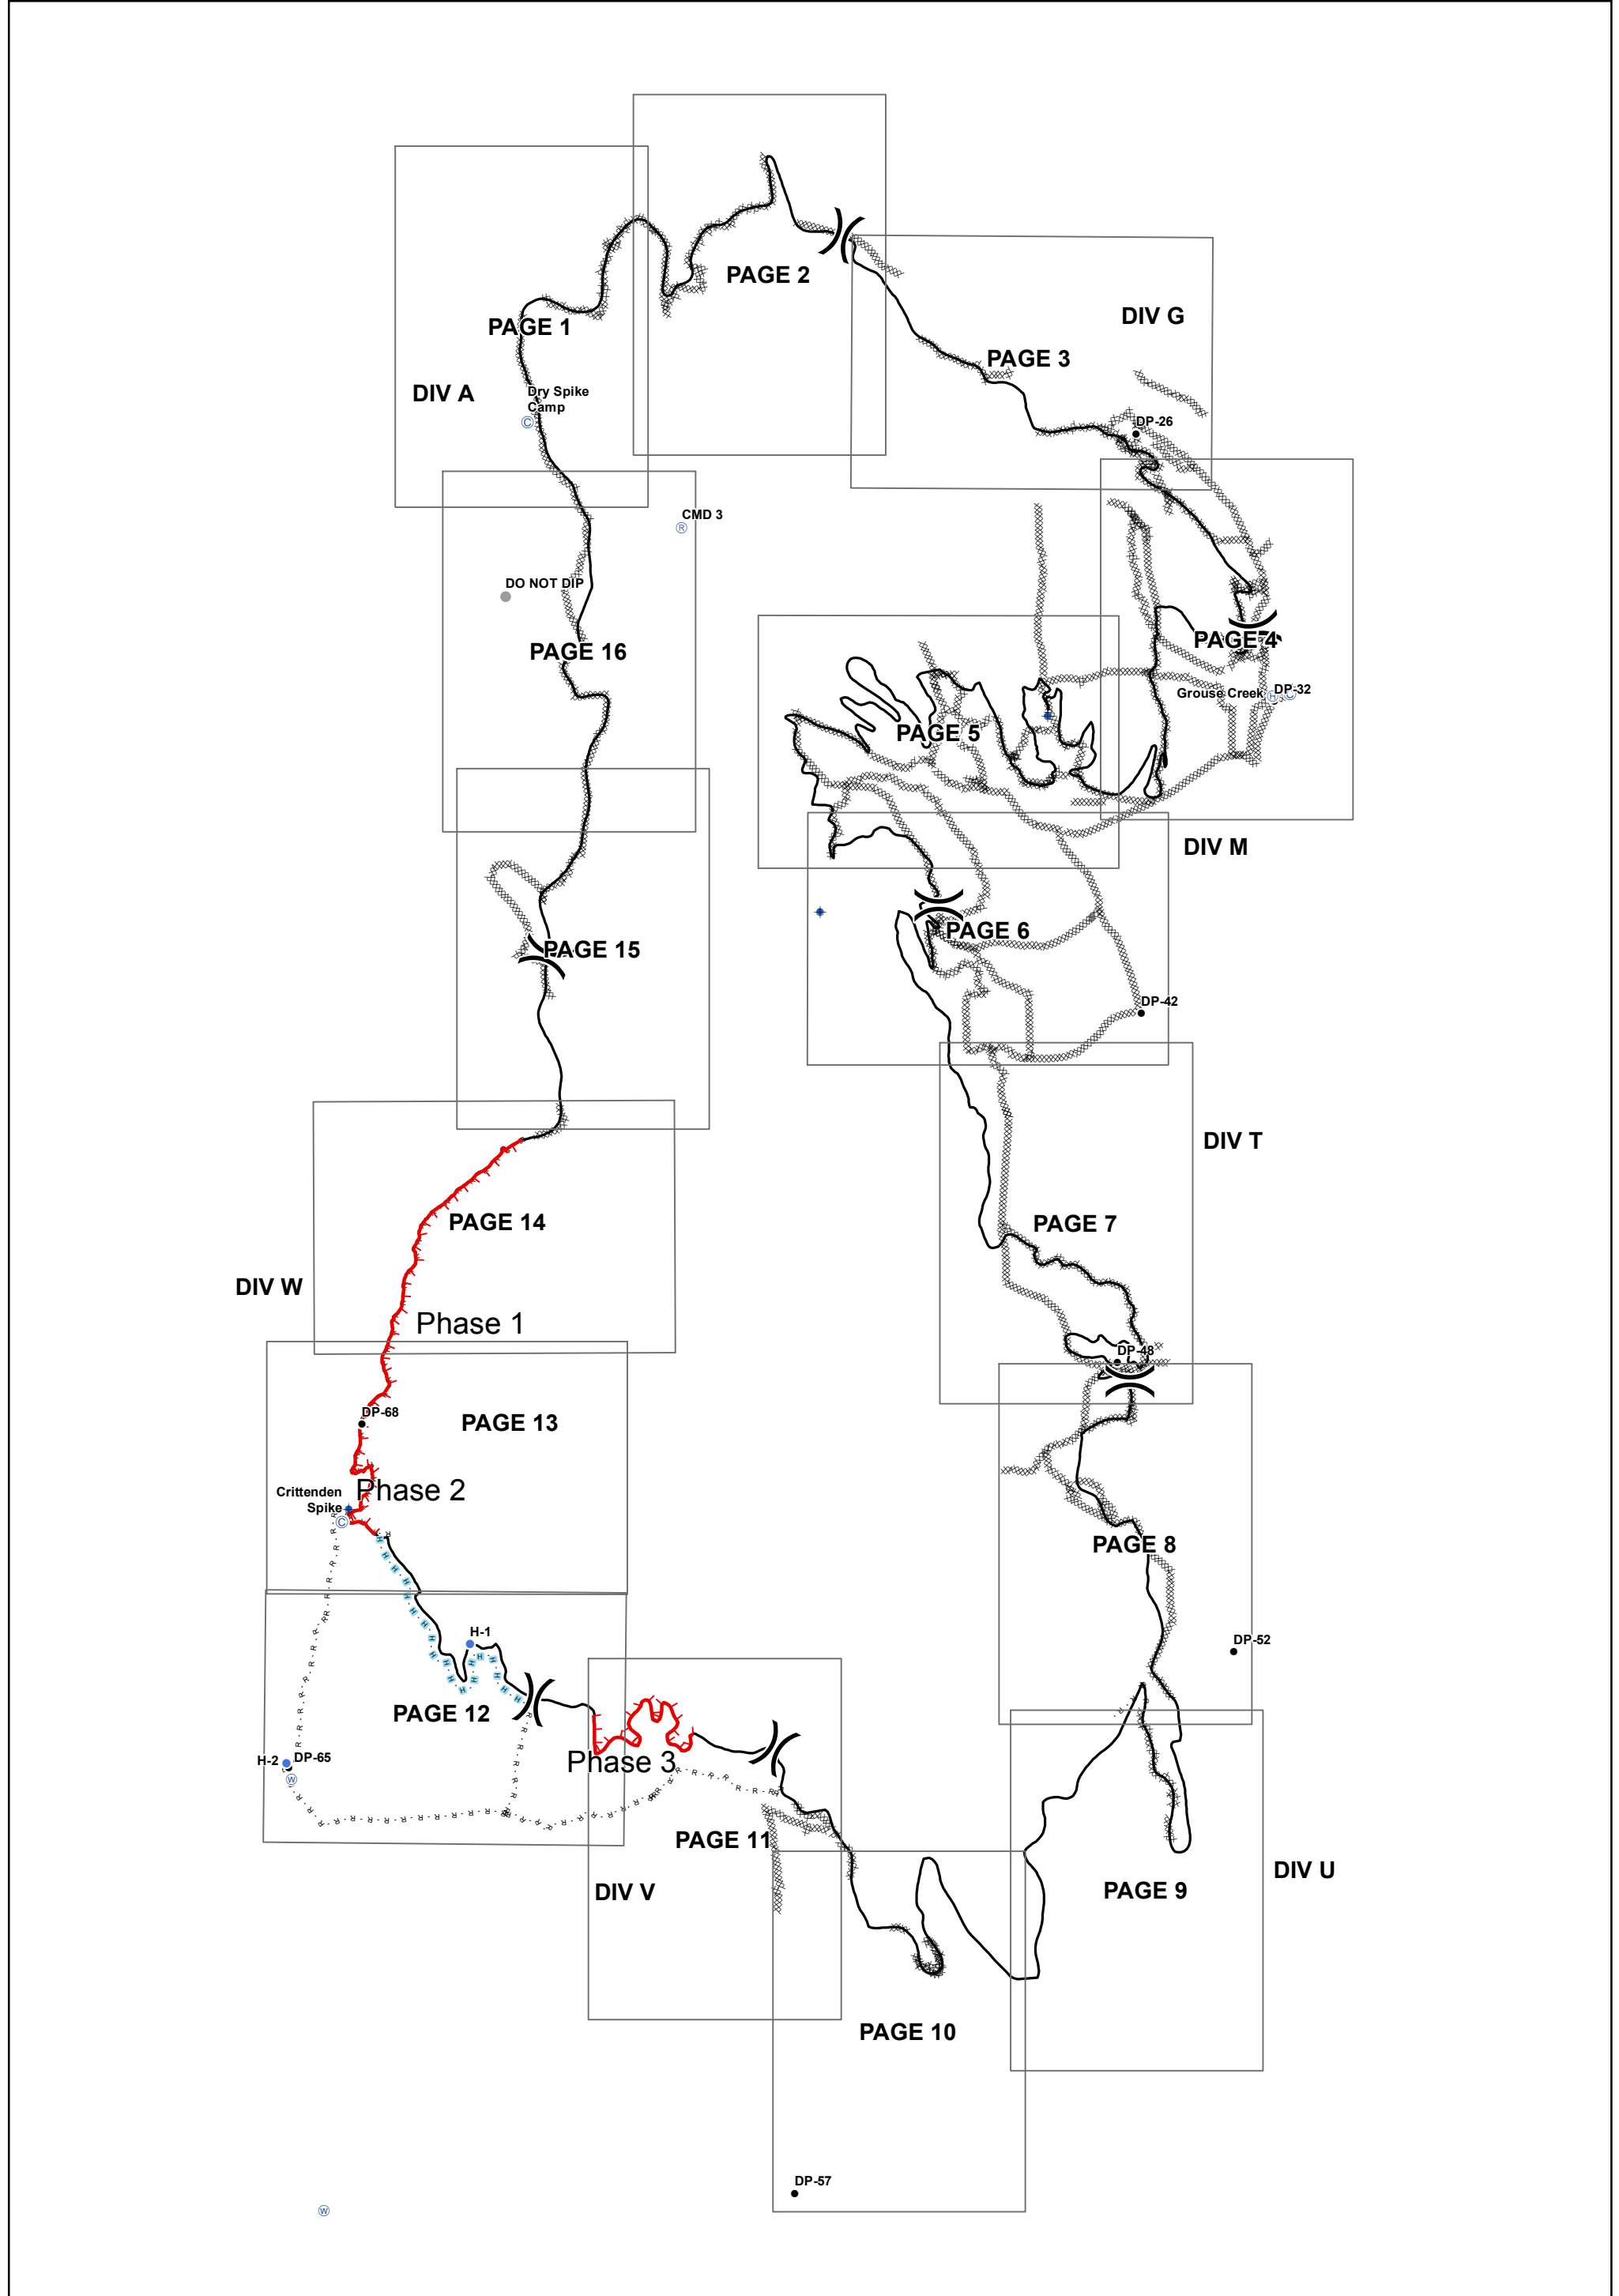 PAGE 2
DIV G
PAGE 1
PAGE 3
DIV A
Dry Spike
Camp
C
DP-26
CMD 3
R
DO NOT DIP
PAGE 16
PAGE 4
Grouse Creek
H
DP-32
C
PAGE 5
DIV M
PAGE 6
PAGE 15
DP-42
DIV T
PAGE 14
PAGE 7
DIV W
Phase 1
DP-48
DP-68
PAGE 13
Crittenden
Spike
C
Phase 2
PAGE 8
H-1
DP-52
PAGE 12
H-2
DP-65
W
Phase 3
PAGE 11
DIV V
PAGE 9
DIV U
PAGE 10
DP-57
W